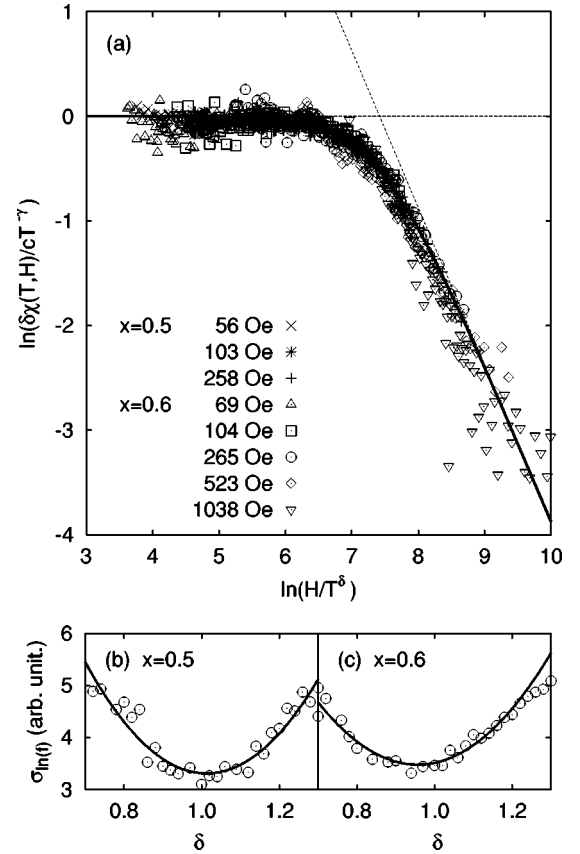 1
(a)
0
-1
-2
-3
-4
ln(δχ(T,H)/cT^-γ)
x=0.5 56 Oe ×
103 Oe ∗
258 Oe +
x=0.6 69 Oe △
104 Oe □
265 Oe ○
523 Oe ◇
1038 Oe ▽
3 4 5 6 7 8 9 10
ln(H/T^δ)
6
5
4
3
σln(f) (arb. unit.)
(b) x=0.5 (c) x=0.6
0.8 1.0 1.2 0.8 1.0 1.2
δ δ